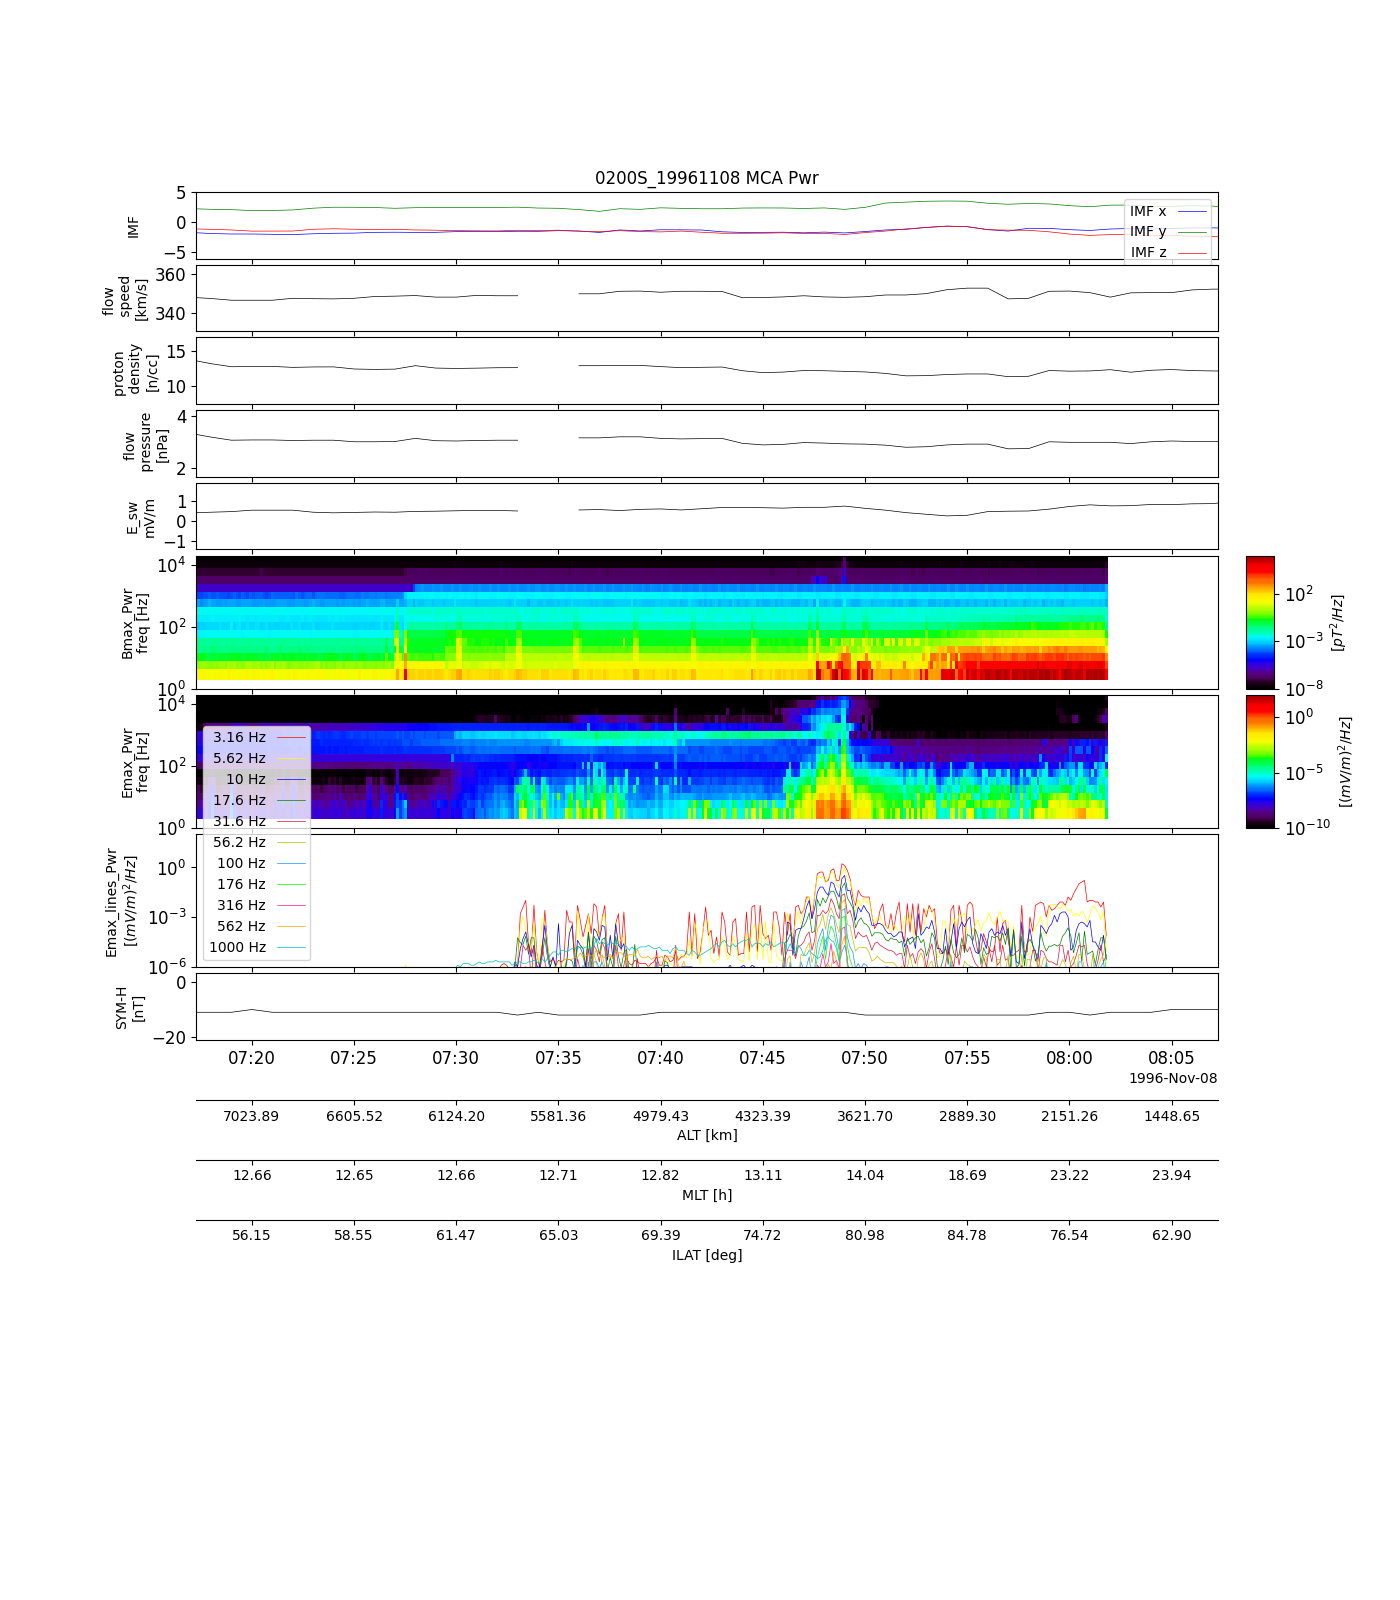 0200S_19961108 MCA Pwr
5
0
−5
IMF
IMF x
IMF y
IMF z
360
340
flow
speed
[km/s]
15
10
proton
density
[n/cc]
4
2
flow
pressure
[nPa]
1
0
−1
E_sw
mV/m
10^4
10^2
10^0
Bmax_Pwr
freq [Hz]
10^2
10^−3
10^−8
[pT^2/Hz]
10^4
10^2
10^0
Emax_Pwr
freq [Hz]
10^0
10^−5
10^−10
[(mV/m)^2/Hz]
3.16 Hz
5.62 Hz
10 Hz
17.6 Hz
31.6 Hz
56.2 Hz
100 Hz
176 Hz
316 Hz
562 Hz
1000 Hz
10^0
10^−3
10^−6
Emax_lines_Pwr
[(mV/m)^2/Hz]
0
−20
SYM-H
[nT]
07:20 07:25 07:30 07:35 07:40 07:45 07:50 07:55 08:00 08:05
1996-Nov-08
7023.89 6605.52 6124.20 5581.36 4979.43 4323.39 3621.70 2889.30 2151.26 1448.65
ALT [km]
12.66 12.65 12.66 12.71 12.82 13.11 14.04 18.69 23.22 23.94
MLT [h]
56.15 58.55 61.47 65.03 69.39 74.72 80.98 84.78 76.54 62.90
ILAT [deg]